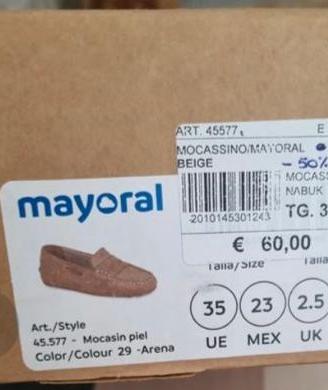 ART. 45577, E
MOCASSINO/MAYORAL
BEIGE - 50%
MOCASS
NABUK
2010145301243 TG. 3
€ 60,00
mayoral
Talla/Size Talla
35 23 2.5
UE MEX UK
Art./Style
45.577 - Mocasin piel
Color/Colour 29 -Arena